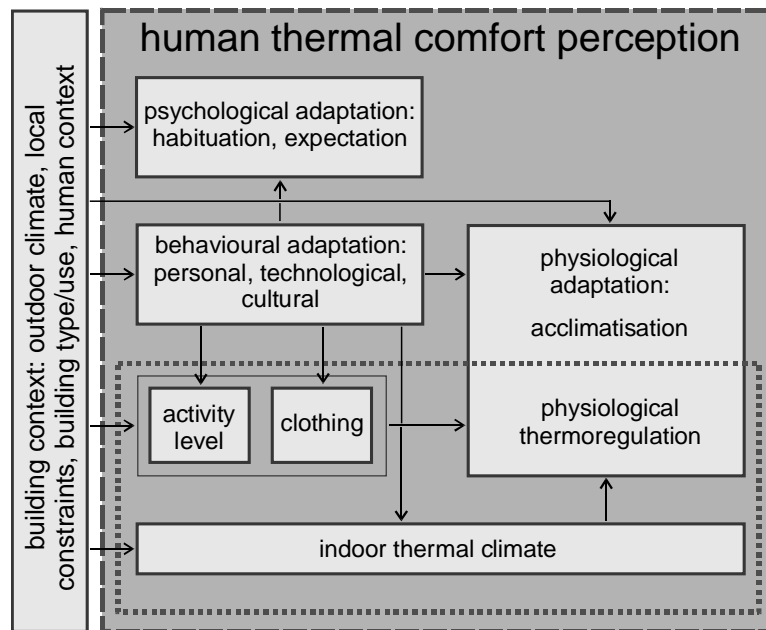 building context: outdoor climate, local
constraints, building type/use, human context
human thermal comfort perception
psychological adaptation:
habituation, expectation
behavioural adaptation:
personal, technological,
cultural
physiological
adaptation:
acclimatisation
activity
level
clothing
physiological
thermoregulation
indoor thermal climate